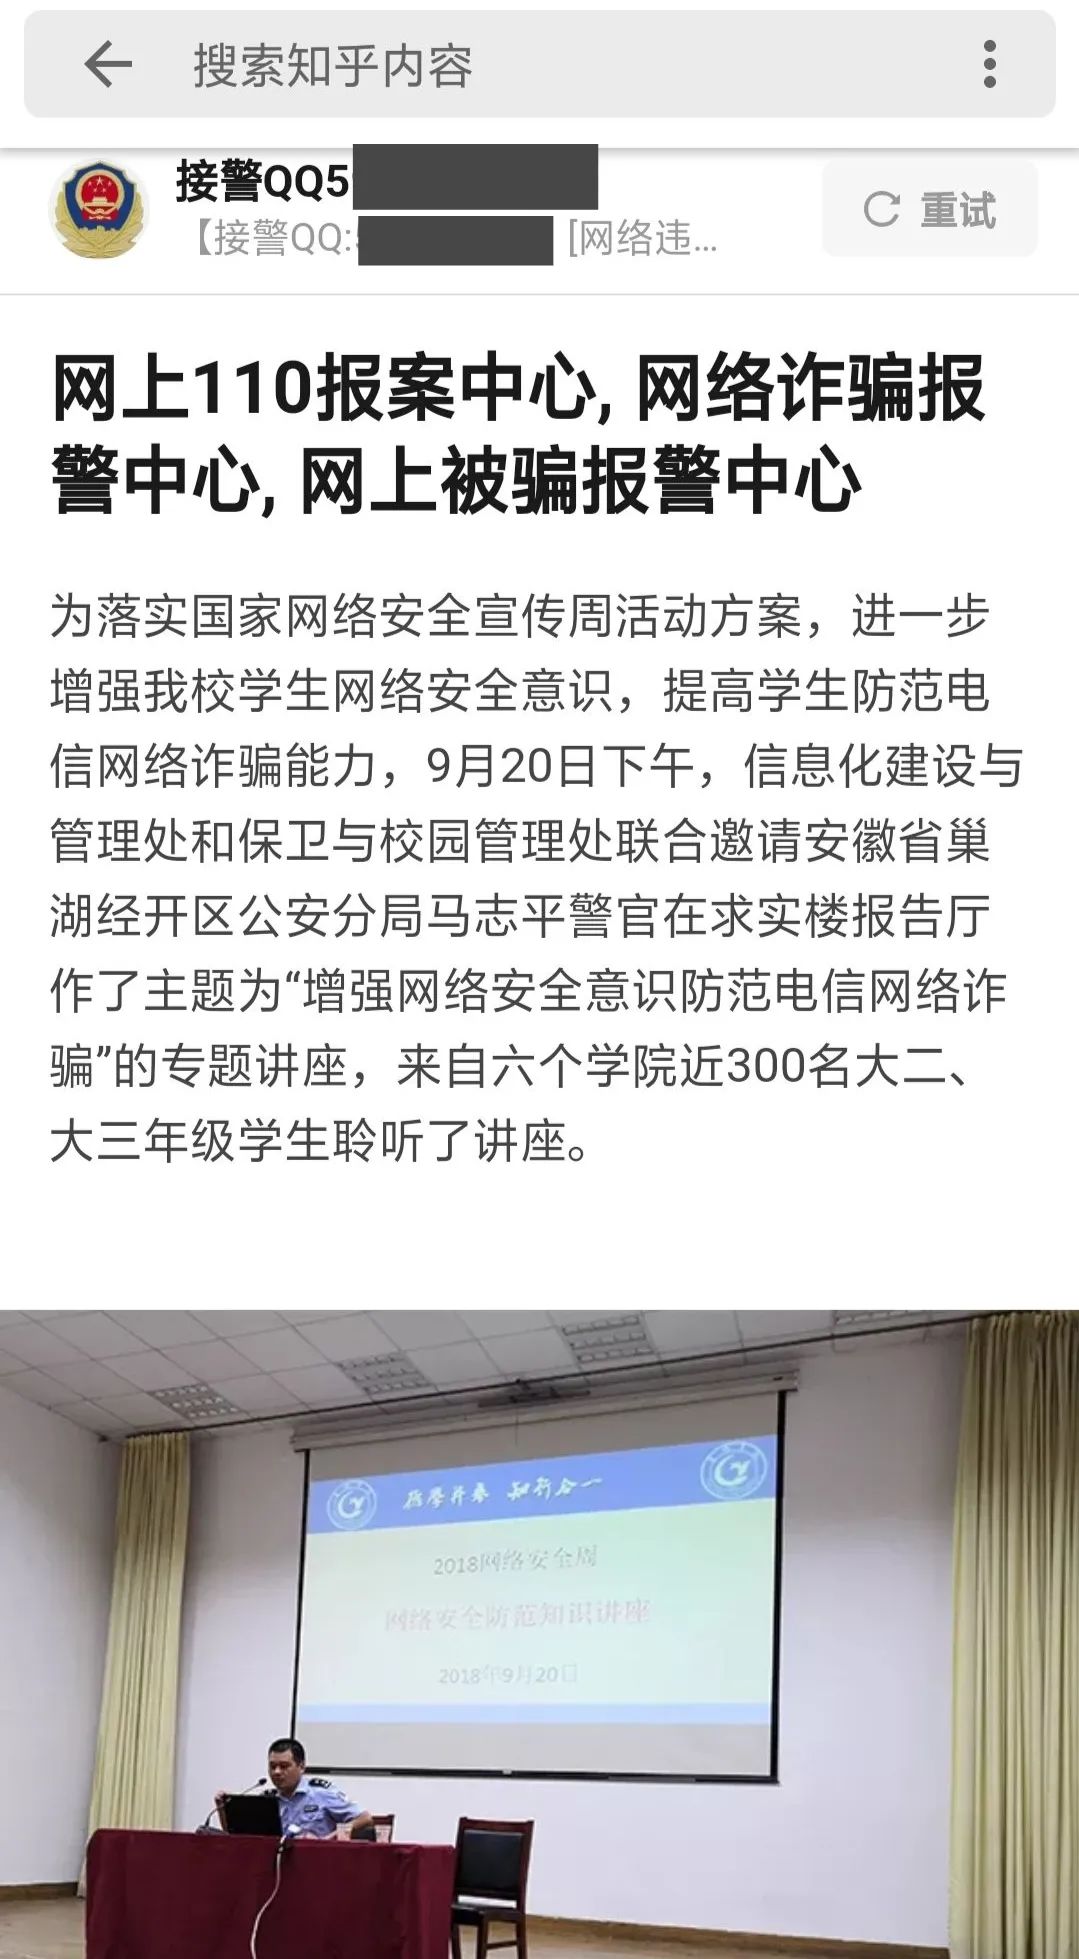 搜索知乎内容
接警QQ5
【接警QQ:
[网络违...
重试
网上110报案中心, 网络诈骗报
警中心, 网上被骗报警中心
为落实国家网络安全宣传周活动方案，进一步
增强我校学生网络安全意识，提高学生防范电
信网络诈骗能力，9月20日下午，信息化建设与
管理处和保卫与校园管理处联合邀请安徽省巢
湖经开区公安分局马志平警官在求实楼报告厅
作了主题为“增强网络安全意识防范电信网络诈
骗”的专题讲座，来自六个学院近300名大二、
大三年级学生聆听了讲座。
知行合一
2018网络安全周
网络安全防范知识讲座
2018年9月20日